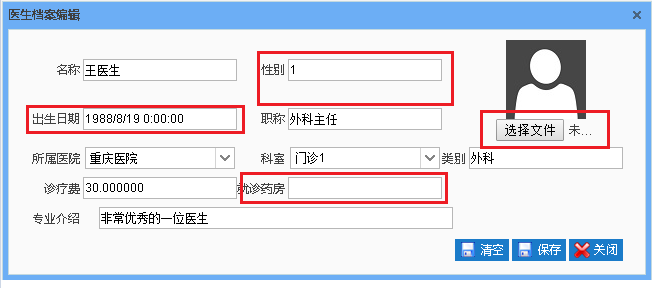 医生档案编辑
名称 王医生 性别 1
出生日期 1988/8/19 0:00:00 职称 外科主任
选择文件 未...
所属医院 重庆医院 科室 门诊1 类别 外科
诊疗费 30.000000 就诊药房
专业介绍 非常优秀的一位医生
清空 保存 关闭